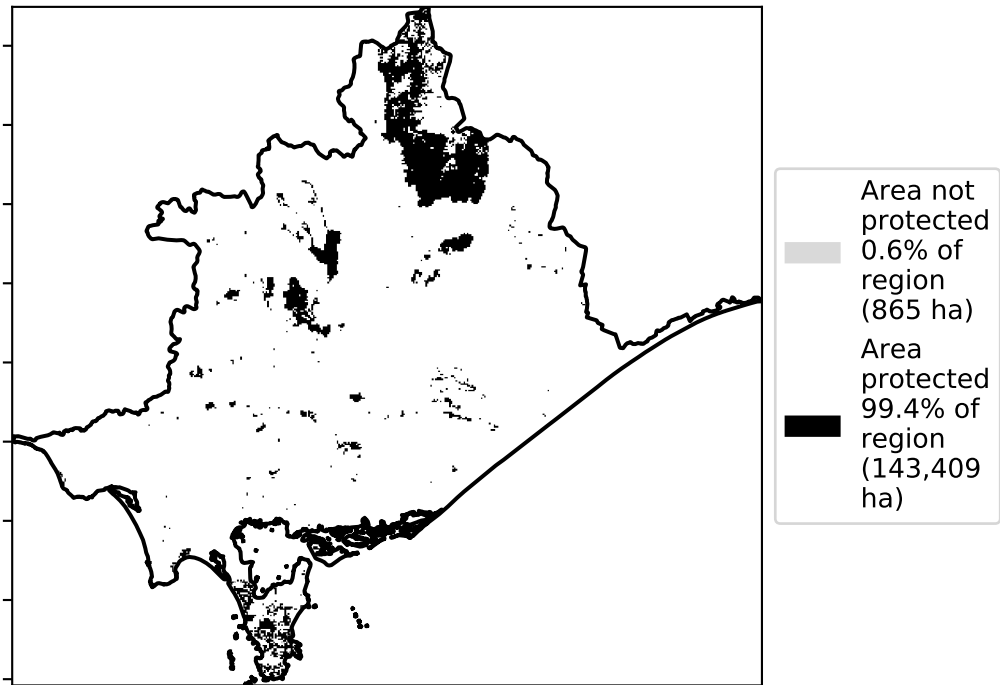 Area not
protected
0.6% of
region
(865 ha)
Area
protected
99.4% of
region
(143,409
ha)